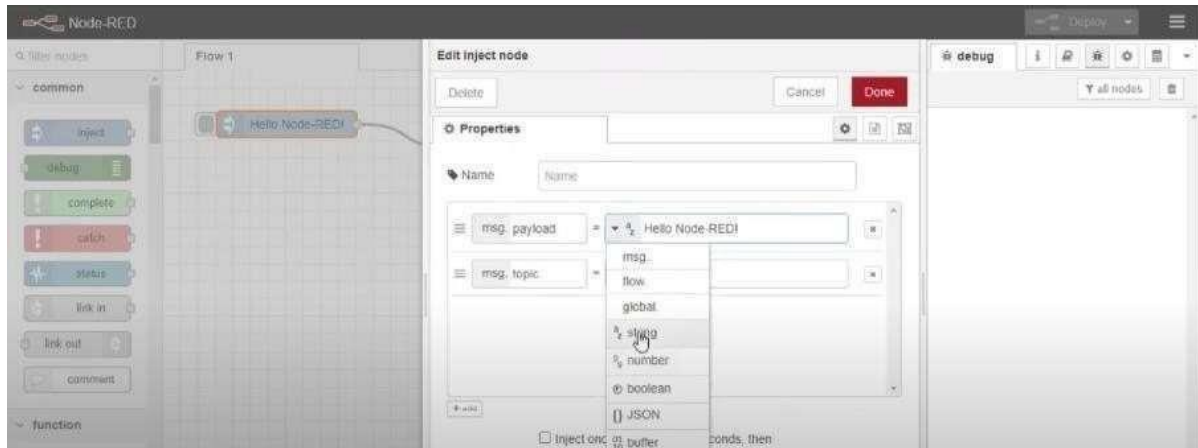 Node-RED
Deploy
filter nodes
Flow 1
Edit inject node
debug
i
all nodes
common
Delete
Cancel
Done
inject
Hello Node-RED!
Properties
debug
Name
Name
complete
msg. payload
=
Hello Node-RED!
catch
msg.
status
msg. topic
=
flow.
link in
global.
string
link out
number
comment
boolean
+ add
{} JSON
function
Inject once
buffer
conds, then